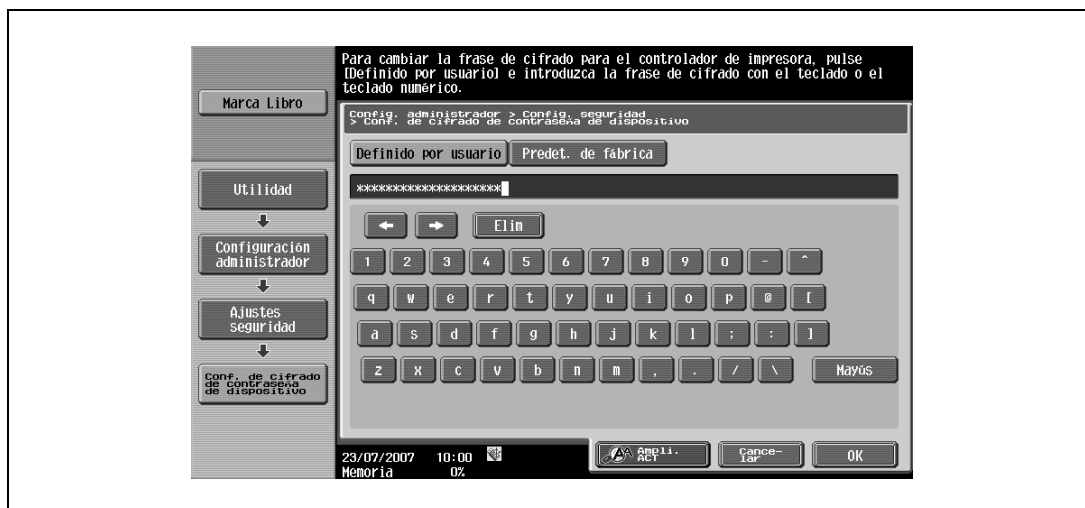 Para cambiar la frase de cifrado para el controlador de impresora, pulse
[Definido por usuario] e introduzca la frase de cifrado con el teclado o el
teclado numérico.
Marca Libro
Config. administrador > Config. seguridad
> Conf. de cifrado de contraseña de dispositivo
Definido por usuario Predet. de fábrica
Utilidad
********************
Elim
Configuración
administrador
1 2 3 4 5 6 7 8 9 0 - ^
q w e r t y u i o p @ [
Ajustes
seguridad
a s d f g h j k l ; : ]
z x c v b n m , . / \ Mayús
Conf. de cifrado
de contraseña
de dispositivo
23/07/2007 10:00
Memoria 0%
Ampli.
ACT
Cance-
lar
OK